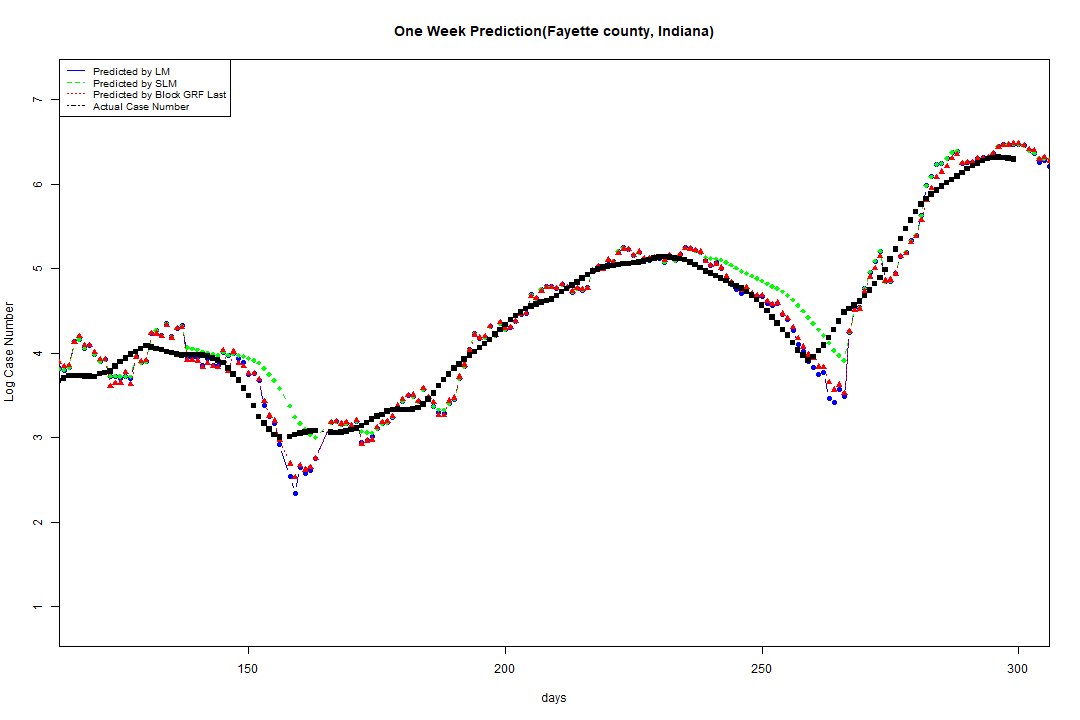 One Week Prediction(Fayette county, Indiana)
Predicted by LM
Predicted by SLM
Predicted by Block GRF Last
Actual Case Number
7
6
5
4
3
2
1
Log Case Number
150
200
250
300
days